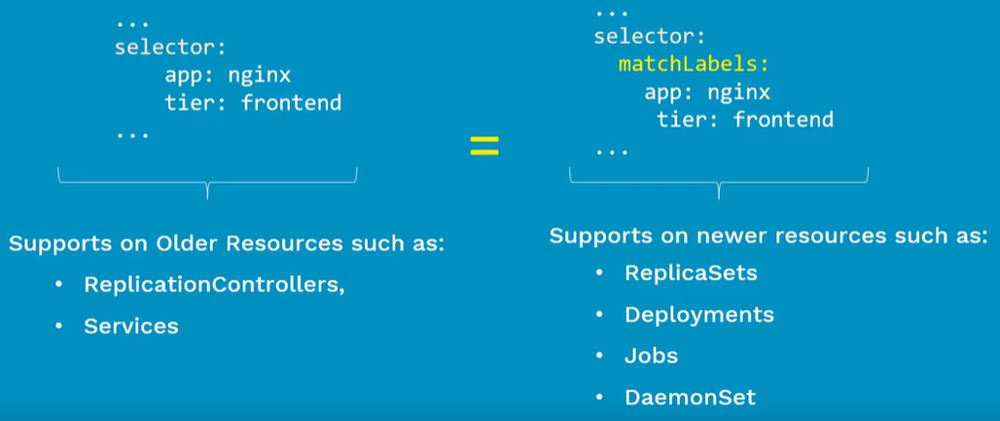 ...
selector:
    app: nginx
    tier: frontend
...
Supports on Older Resources such as:
• ReplicationControllers,
• Services
=
...
selector:
  matchLabels:
    app: nginx
     tier: frontend
...
Supports on newer resources such as:
• ReplicaSets
• Deployments
• Jobs
• DaemonSet